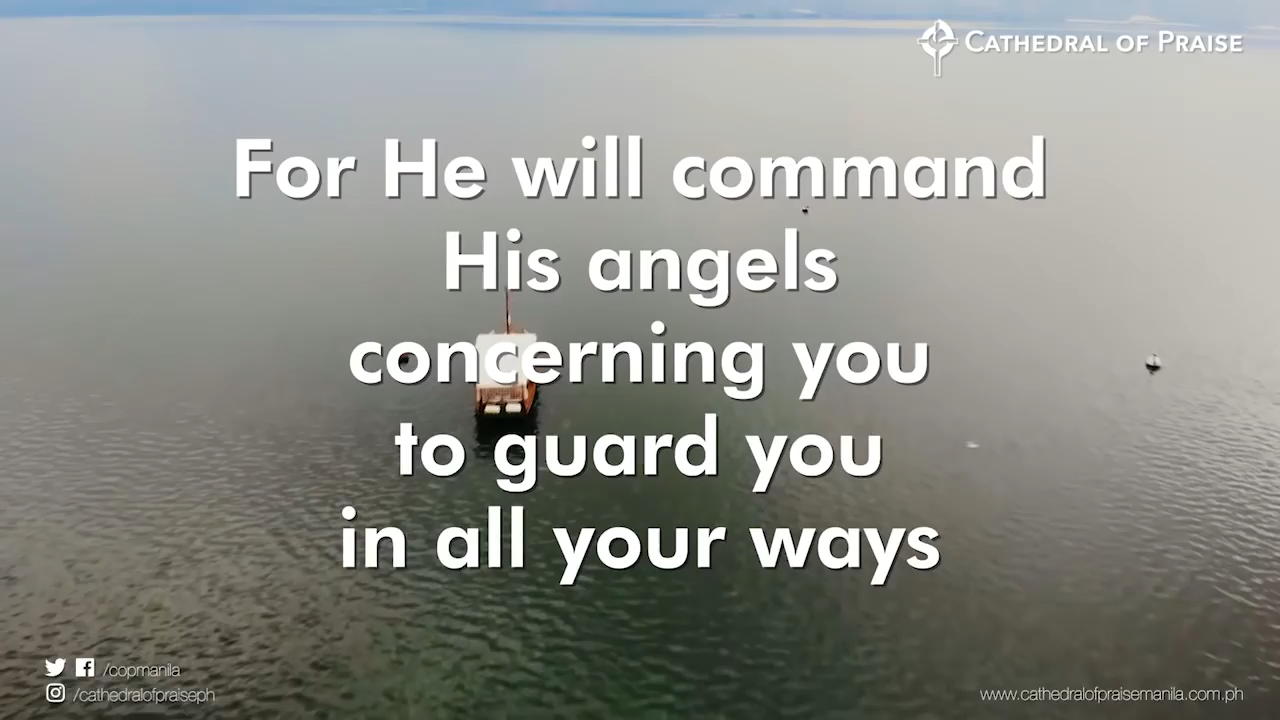 CATHEDRAL OF PRAISE
For He will command
His angels
concerning you
to guard you
in all your ways
/copmanila
/cathedralofpraiseph
www.cathedralofpraisemanila.com.ph